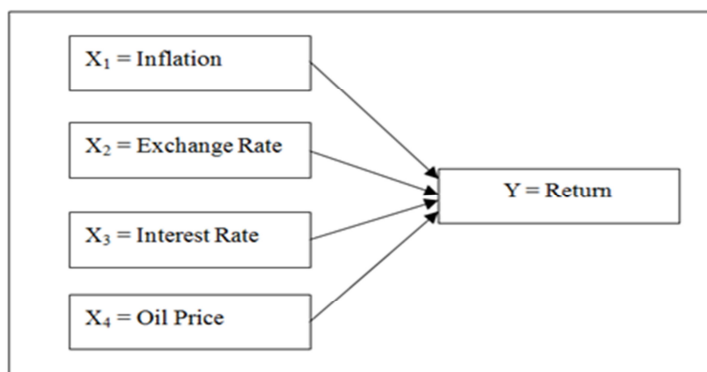 X₁ = Inflation
X₂ = Exchange Rate
X₃ = Interest Rate
X₄ = Oil Price
Y = Return